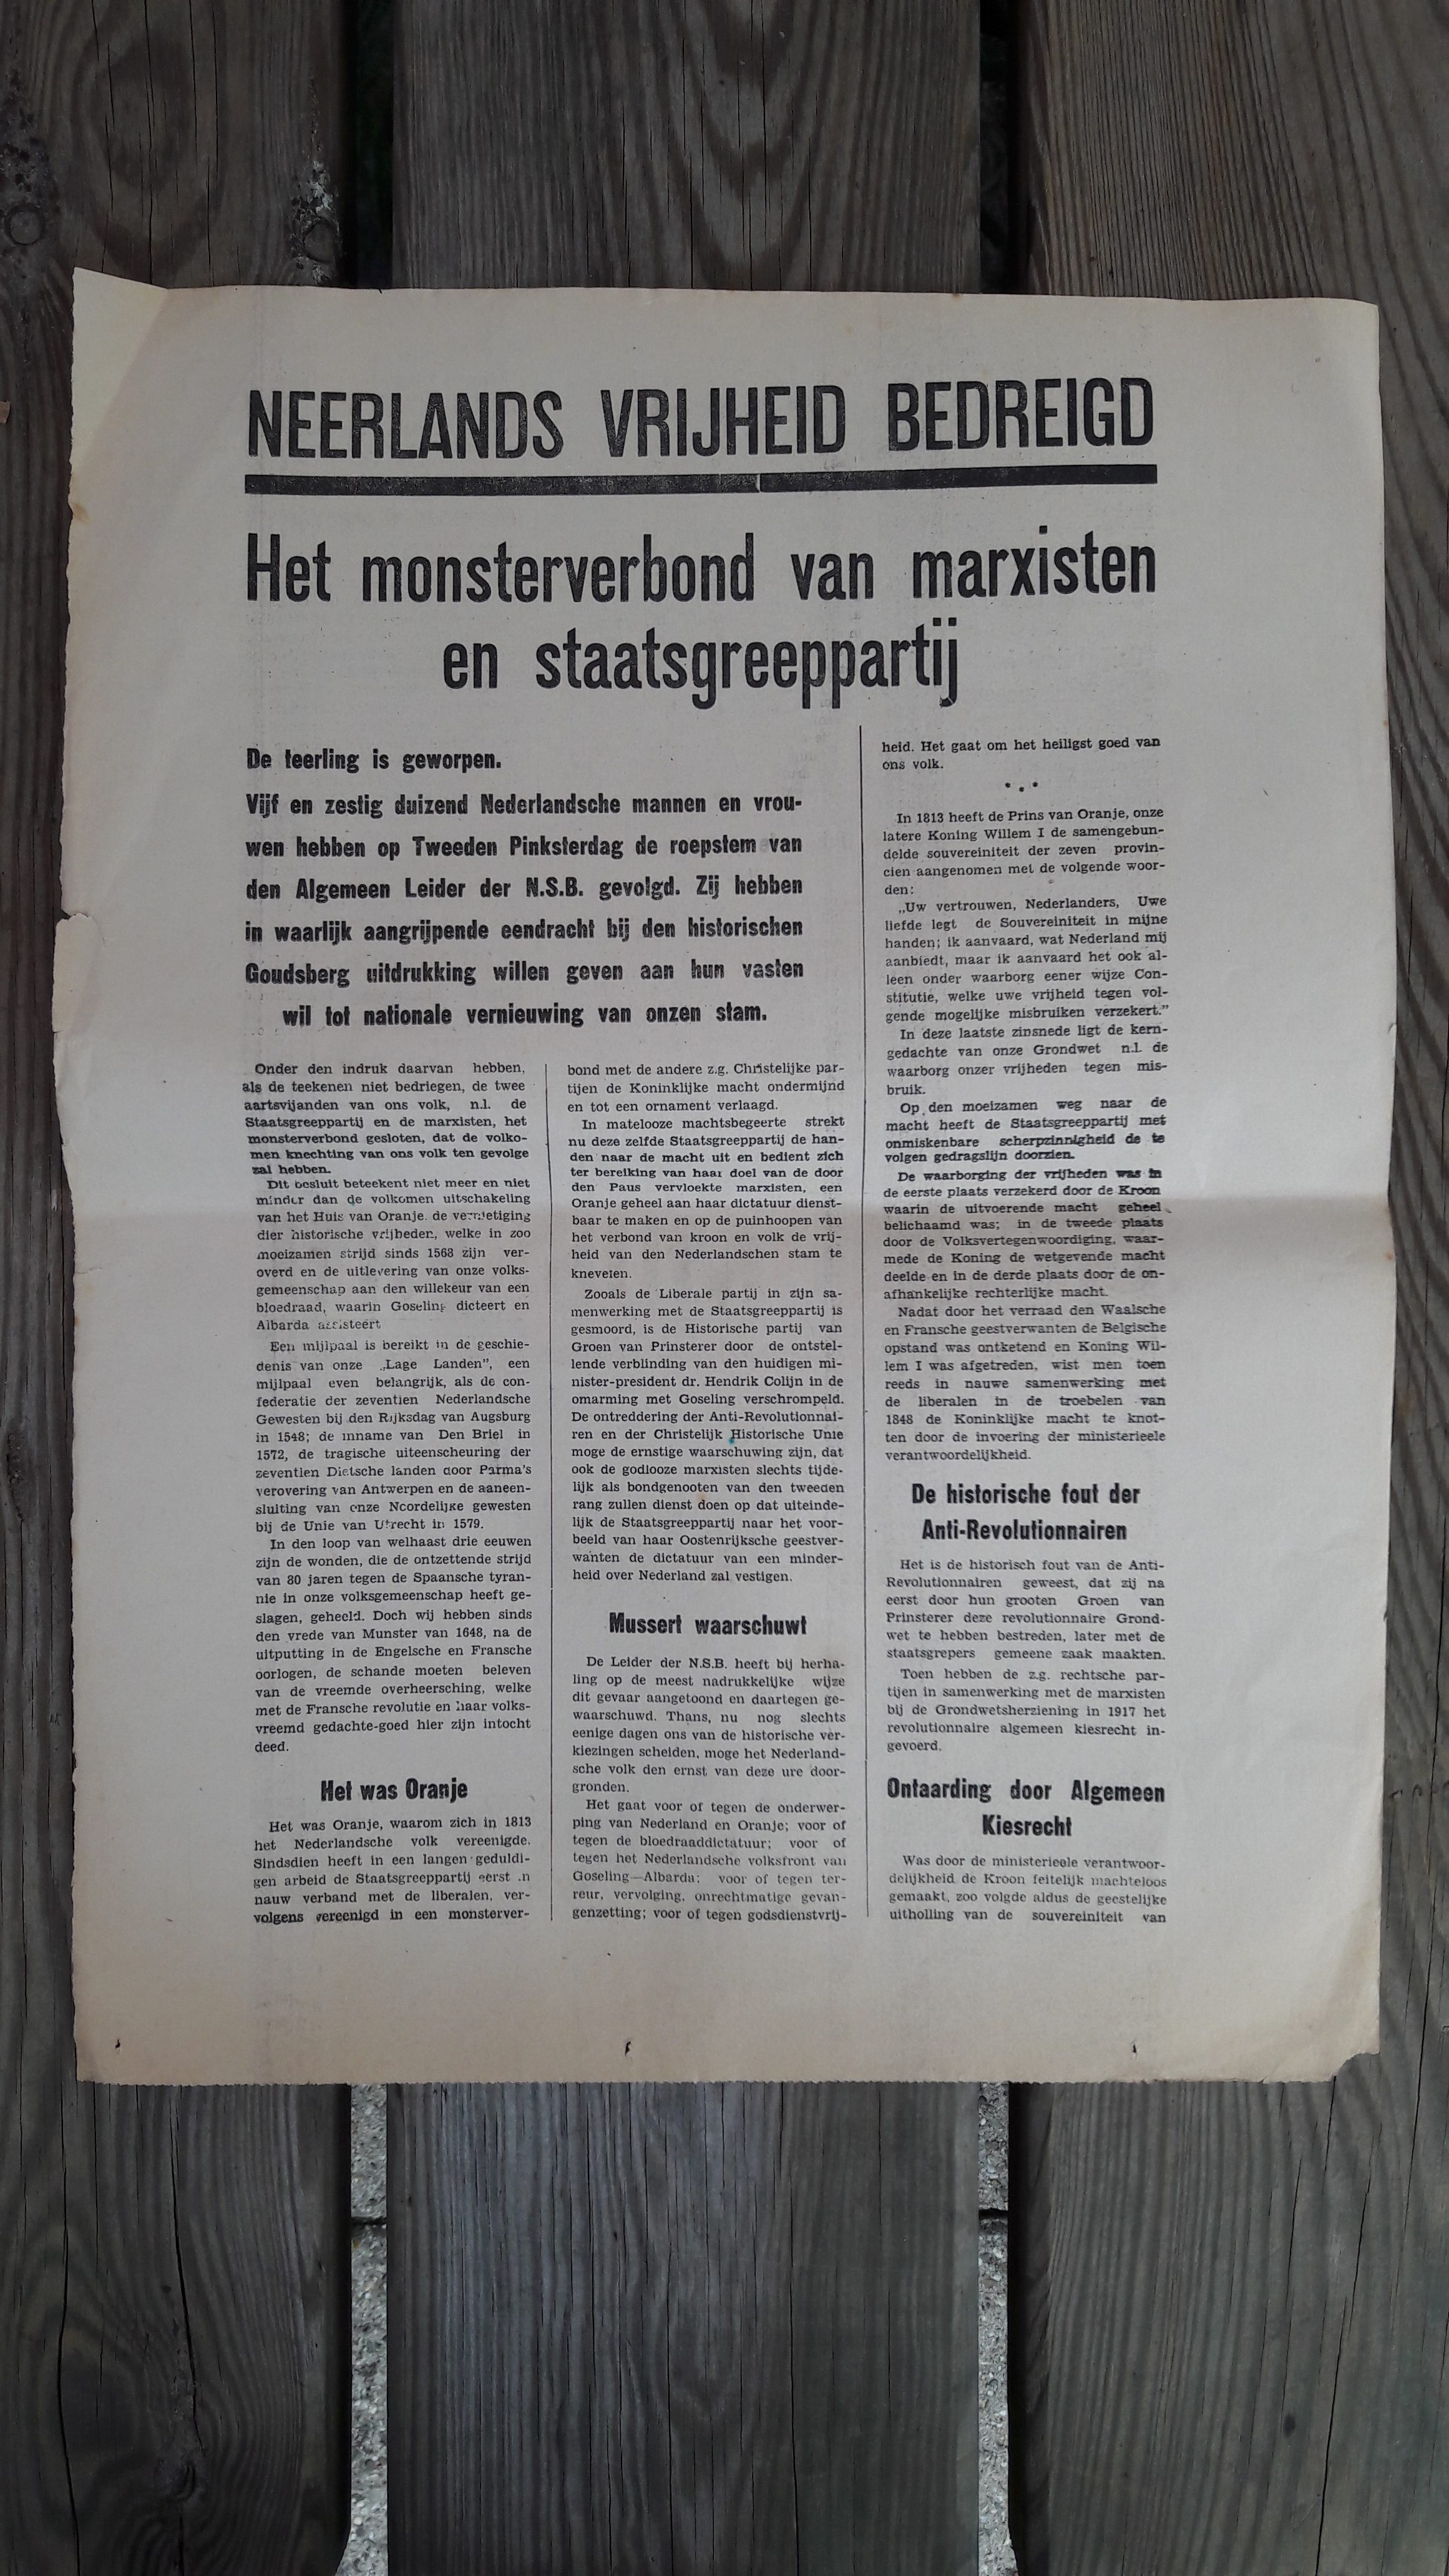 NEERLANDS VRIJHEID BEDREIGD
Het monsterverbond van marxisten
en staatsgreeppartij
De teerling is geworpen.
Vijf en zestig duizend Nederlandsche mannen en vrou-
wen hebben op Tweeden Pinksterdag de roepstem van
den Algemeen Leider der N.S.B. gevolgd. Zij hebben
in waarlijk aangrijpende eendracht bij den historischen
Goudsberg uitdrukking willen geven aan hun vasten
wil tot nationale vernieuwing van onzen stam.
Onder den indruk daarvan hebben,
als de teekenen niet bedriegen, de twee
aartsvijanden van ons volk, n.l. de
Staatsgreeppartij en de marxisten, het
monsterverbond gesloten, dat de volko-
men knechting van ons volk ten gevolge
zal hebben.
Dit besluit beteekent niet meer en niet
minder dan de volkomen uitschakeling
van het Huis van Oranje, de vernietiging
dier historische vrijheden, welke in zoo
moeizamen strijd sinds 1568 zijn ver-
overd en de uitlevering van onze volks-
gemeenschap aan den willekeur van een
bloedraad, waarin Goseling dicteert en
Albarda assisteert
Een mijlpaal is bereikt in de geschie-
denis van onze „Lage Landen”, een
mijlpaal even belangrijk, als de con-
federatie der zeventien Nederlandsche
Gewesten bij den Rijksdag van Augsburg
in 1548; de inname van Den Briel in
1572, de tragische uiteenscheuring der
zeventien Dietsche landen door Parma's
verovering van Antwerpen en de aaneen-
sluiting van onze Noordelijke gewesten
bij de Unie van Utrecht in 1579.
In den loop van welhaast drie eeuwen
zijn de wonden, die de ontzettende strijd
van 80 jaren tegen de Spaansche tyran-
nie in onze volksgemeenschap heeft ge-
slagen, geheeld. Doch wij hebben sinds
den vrede van Munster van 1648, na de
uitputting in de Engelsche en Fransche
oorlogen, de schande moeten beleven
van de vreemde overheersching, welke
met de Fransche revolutie en haar volks-
vreemd gedachte-goed hier zijn intocht
deed.
Het was Oranje
Het was Oranje, waarom zich in 1813
het Nederlandsche volk vereenigde.
Sindsdien heeft in een langen geduldi-
gen arbeid de Staatsgreeppartij eerst in
nauw verband met de liberalen, ver-
volgens vereenigd in een monsterver-
bond met de andere z.g. Christelijke par-
tijen de Koninklijke macht ondermijnd
en tot een ornament verlaagd.
In matelooze machtsbegeerte strekt
nu deze zelfde Staatsgreeppartij de han-
den naar de macht uit en bedient zich
ter bereiking van haar doel van de door
den Paus vervloekte marxisten, een
Oranje geheel aan haar dictatuur dienst-
baar te maken en op de puinhoopen van
het verbond van kroon en volk de vrij-
heid van den Nederlandschen stam te
knevelen.
Zooals de Liberale partij in zijn sa-
menwerking met de Staatsgreeppartij is
gesmoord, is de Historische partij van
Groen van Prinsterer door de ontstel-
lende verblinding van den huidigen mi-
nister-president dr. Hendrik Colijn in de
omarming met Goseling verschrompeld.
De ontreddering der Anti-Revolutionnai-
ren en der Christelijk Historische Unie
moge de ernstige waarschuwing zijn, dat
ook de godlooze marxisten slechts tijde-
lijk als bondgenooten van den tweeden
rang zullen dienst doen op dat uiteinde-
lijk de Staatsgreeppartij naar het voor-
beeld van haar Oostenrijksche geestver-
wanten de dictatuur van een minder-
heid over Nederland zal vestigen.
Mussert waarschuwt
De Leider der N.S.B. heeft bij herha-
ling op de meest nadrukkelijke wijze
dit gevaar aangetoond en daartegen ge-
waarschuwd. Thans, nu nog slechts
eenige dagen ons van de historische ver-
kiezingen scheiden, moge het Nederland-
sche volk den ernst van deze ure door-
gronden.
Het gaat voor of tegen de onderwer-
ping van Nederland en Oranje; voor of
tegen de bloedraaddictatuur; voor of
tegen het Nederlandsche volksfront van
Goseling—Albarda; voor of tegen ter-
reur, vervolging, onrechtmatige gevan-
genzetting; voor of tegen godsdienstvrij-
heid. Het gaat om het heiligst goed van
ons volk.
• • •
In 1813 heeft de Prins van Oranje, onze
latere Koning Willem I de samengebun-
delde souvereiniteit der zeven provin-
cien aangenomen met de volgende woor-
den:
„Uw vertrouwen, Nederlanders, Uwe
liefde legt de Souvereiniteit in mijne
handen; ik aanvaard, wat Nederland mij
aanbiedt, maar ik aanvaard het ook al-
leen onder waarborg eener wijze Con-
stitutie, welke uwe vrijheid tegen vol-
gende mogelijke misbruiken verzekert.”
In deze laatste zinsnede ligt de kern-
gedachte van onze Grondwet n.l. de
waarborg onzer vrijheden tegen mis-
bruik.
Op den moeizamen weg naar de
macht heeft de Staatsgreeppartij met
onmiskenbare scherpzinnigheid de te
volgen gedragslijn doorzien.
De waarborging der vrijheden was in
de eerste plaats verzekerd door de Kroon
waarin de uitvoerende macht geheel
belichaamd was; in de tweede plaats
door de Volksvertegenwoordiging, waar-
mede de Koning de wetgevende macht
deelde en in de derde plaats door de on-
afhankelijke rechterlijke macht.
Nadat door het verraad den Waalsche
en Fransche geestverwanten de Belgische
opstand was ontketend en Koning Wil-
lem I was afgetreden, wist men toen
reeds in nauwe samenwerking met
de liberalen in de troebelen van
1848 de Koninklijke macht te knot-
ten door de invoering der ministerieele
verantwoordelijkheid.
De historische fout der
Anti-Revolutionnairen
Het is de historisch fout van de Anti-
Revolutionnairen geweest, dat zij na
eerst door hun grooten Groen van
Prinsterer deze revolutionnaire Grond-
wet te hebben bestreden, later met de
staatsgrepers gemeene zaak maakten.
Toen hebben de z.g. rechtsche par-
tijen in samenwerking met de marxisten
bij de Grondwetsherziening in 1917 het
revolutionnaire algemeen kiesrecht in-
gevoerd.
Ontaarding door Algemeen
Kiesrecht
Was door de ministerieele verantwoor-
delijkheid de Kroon feitelijk machteloos
gemaakt, zoo volgde aldus de geestelijke
uitholling van de souvereiniteit van